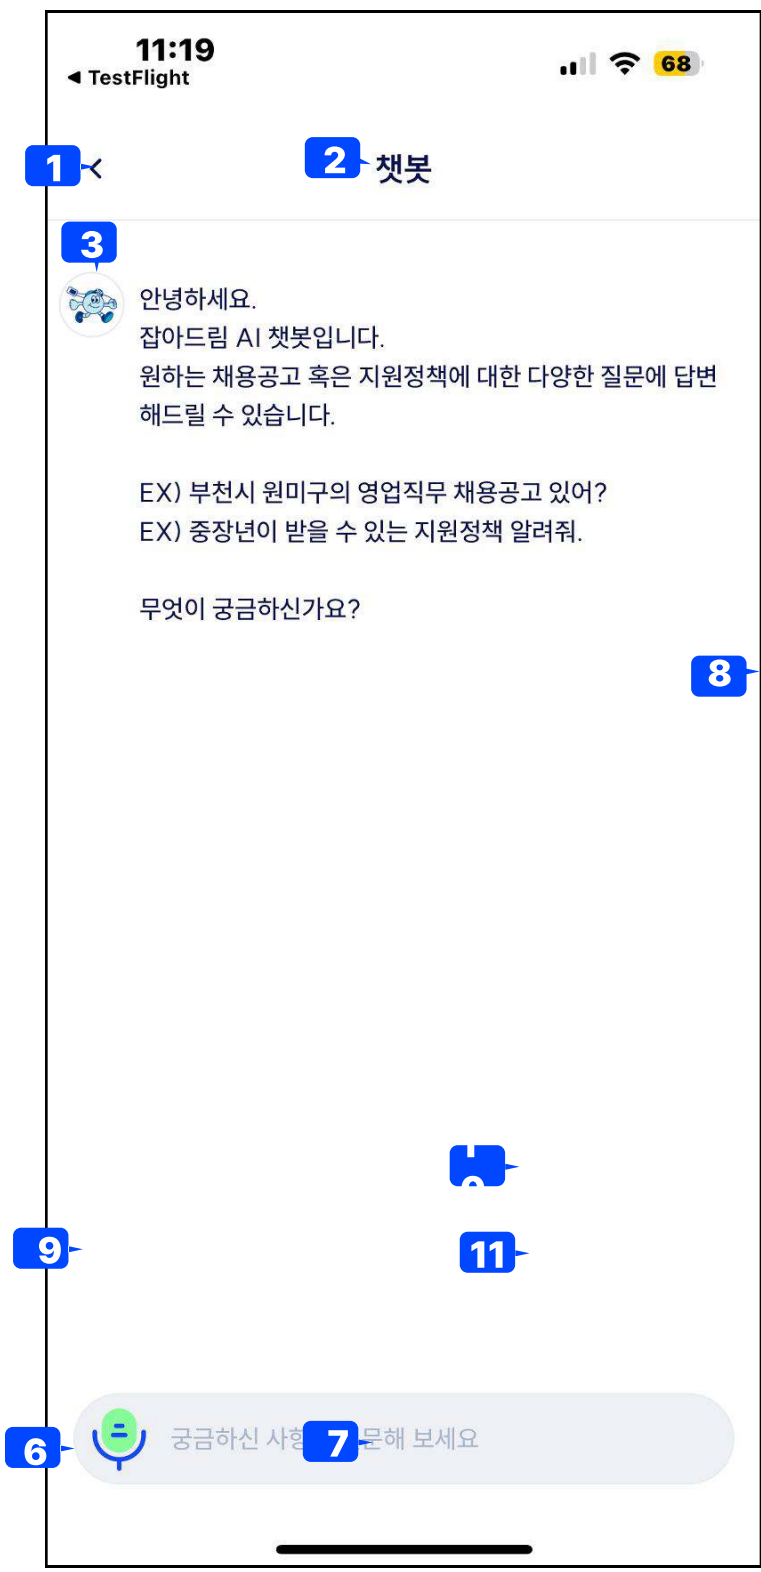 11:19
◀ TestFlight
68
1
2
챗봇
3
안녕하세요.
잡아드림 AI 챗봇입니다.
원하는 채용공고 혹은 지원정책에 대한 다양한 질문에 답변
해드릴 수 있습니다.
EX) 부천시 원미구의 영업직무 채용공고 있어?
EX) 중장년이 받을 수 있는 지원정책 알려줘.
무엇이 궁금하신가요?
8
9
11
6
궁금하신
7
보세요